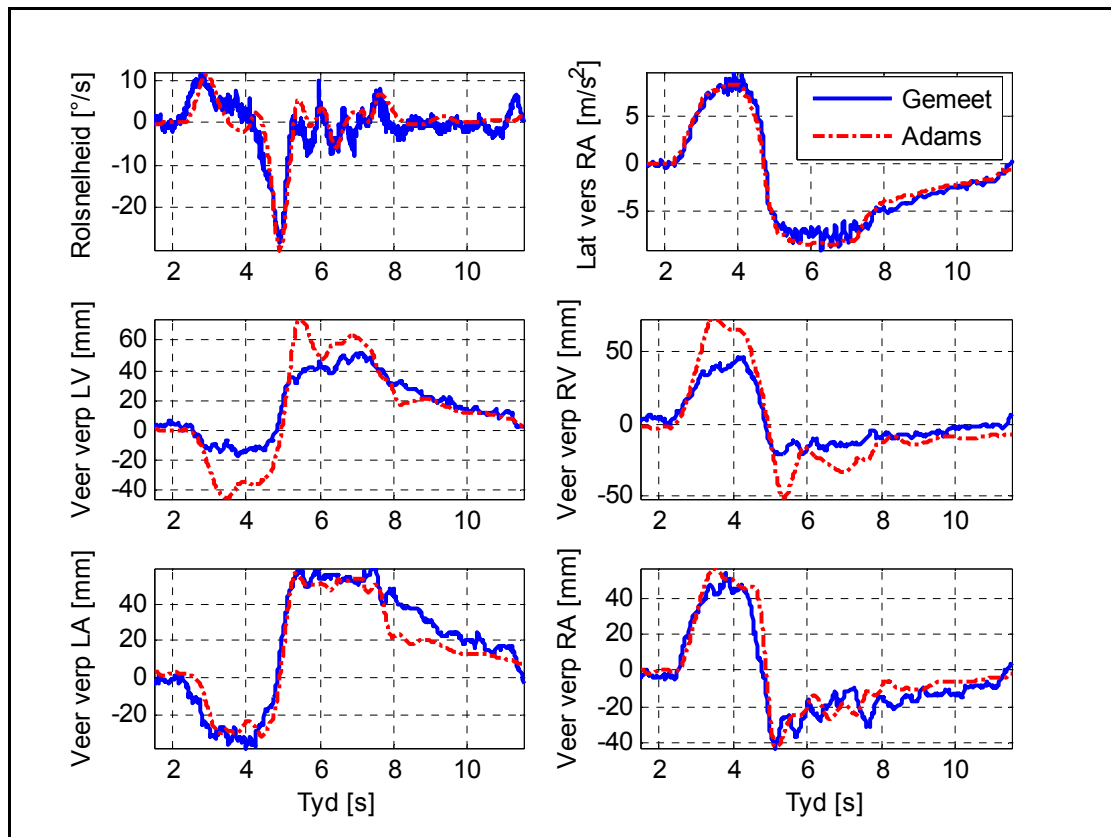 Rolsnelheid [°/s]
10
0
-10
-20
2 4 6 8 10
Lat vers RA [m/s²]
5
0
-5
2 4 6 8 10
Gemeet
Adams
Veer verp LV [mm]
60
40
20
0
-20
-40
2 4 6 8 10
Veer verp RV [mm]
50
0
-50
2 4 6 8 10
Veer verp LA [mm]
40
20
0
-20
2 4 6 8 10
Tyd [s]
Veer verp RA [mm]
40
20
0
-20
-40
2 4 6 8 10
Tyd [s]